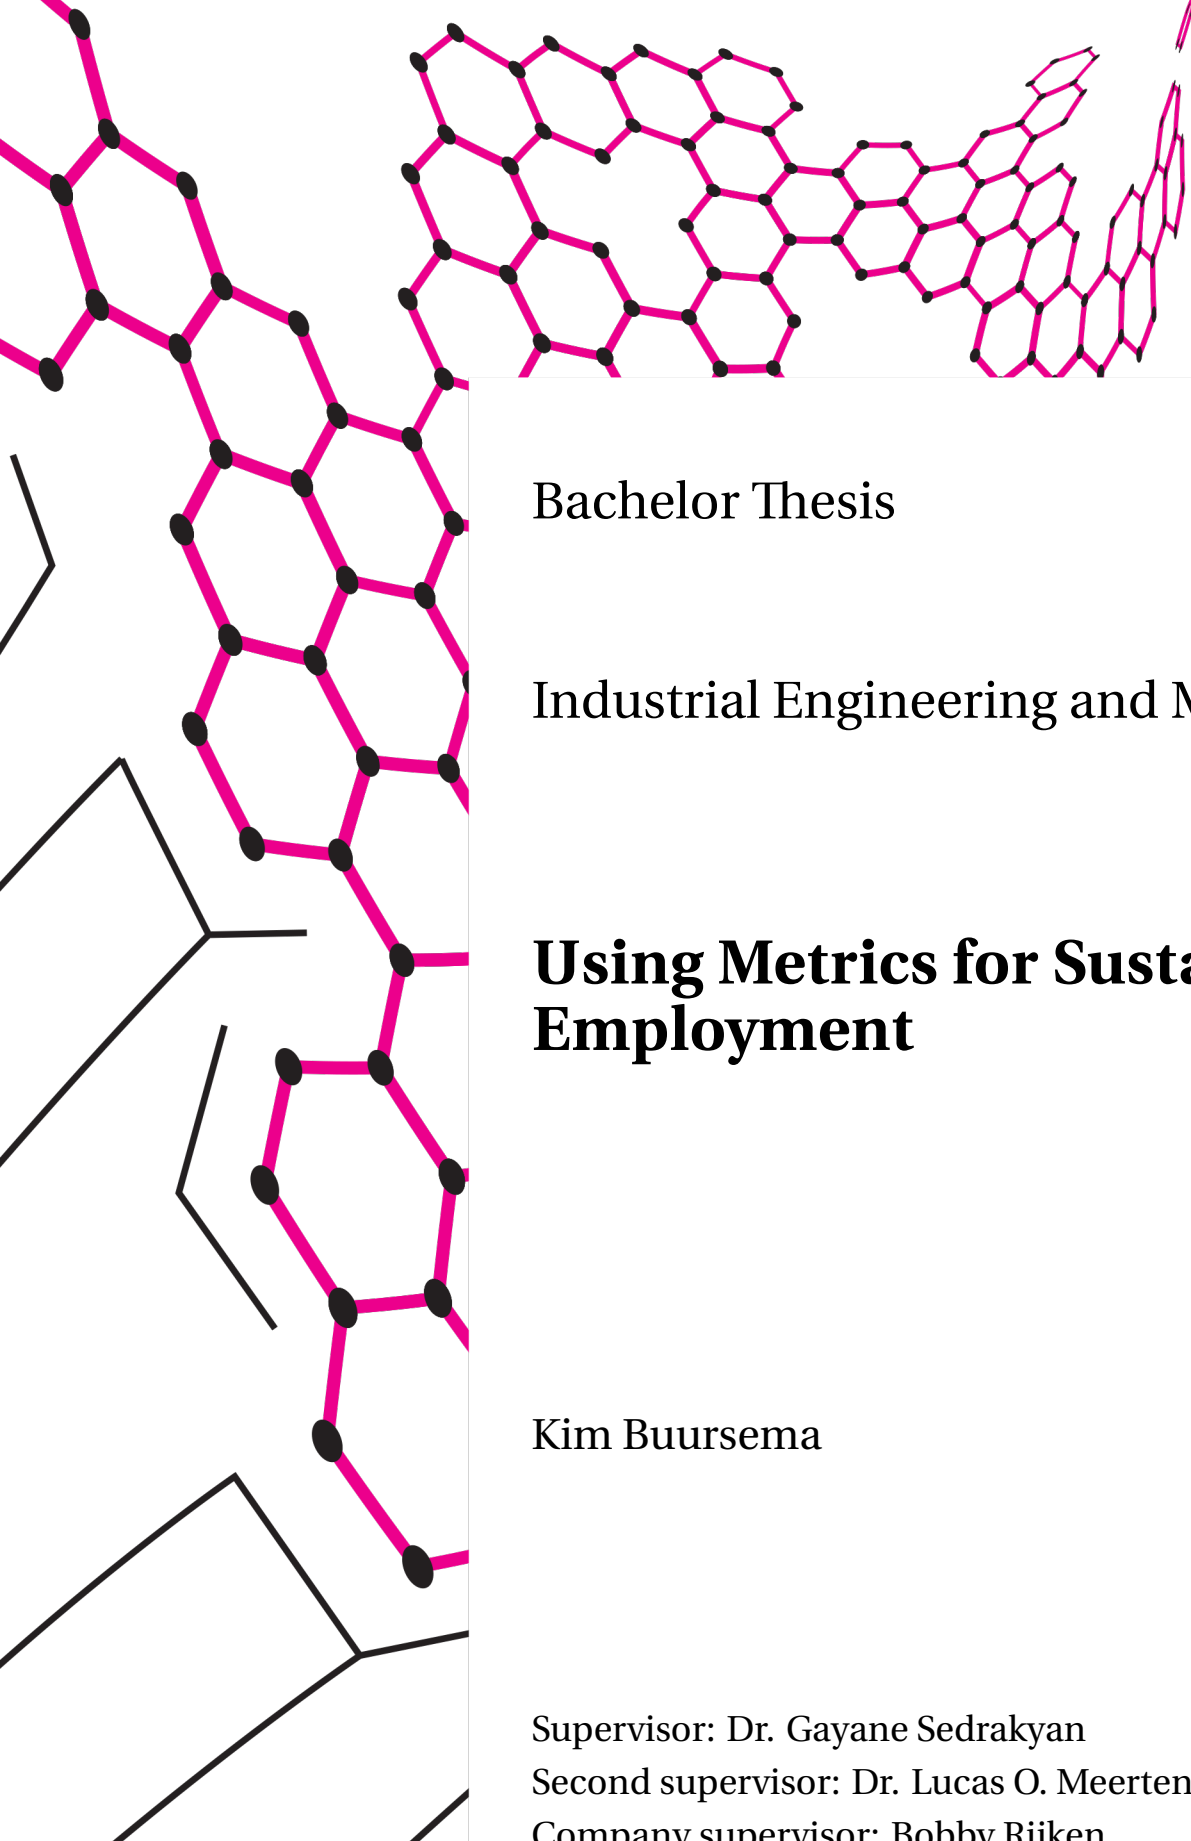 Bachelor Thesis
Industrial Engineering and
Using Metrics for
Employment
Kim Buursema
Supervisor: Dr. Gayane Sedrakyan
Second supervisor: Dr. Lucas O. Meerten
Company supervisor: Bobby Rijken